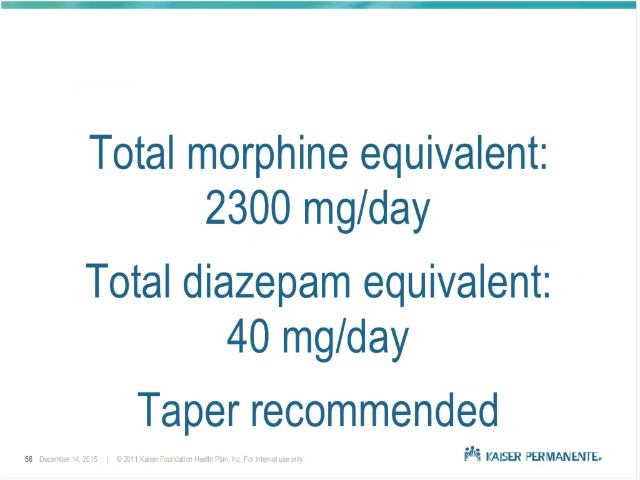 Total morphine equivalent:
2300 mg/day
Total diazepam equivalent:
40 mg/day
Taper recommended
56 December 14, 2015 | © 2011 Kaiser Foundation Health Plan, Inc. For internal use only
KAISER PERMANENTE.